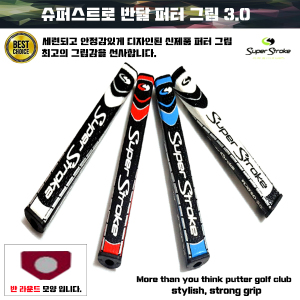 슈퍼스트로 반달 퍼터 그립 3.0
BEST
CHOICE
세련되고 안정감있게 디자인된 신제품 퍼터 그립
최고의 그립감을 선사합니다.
Super Stroke
Super Stroke
Super Stroke
Super Stroke
Super Stroke
반 라운드 모양 입니다.
More than you think putter golf club
stylish, strong grip